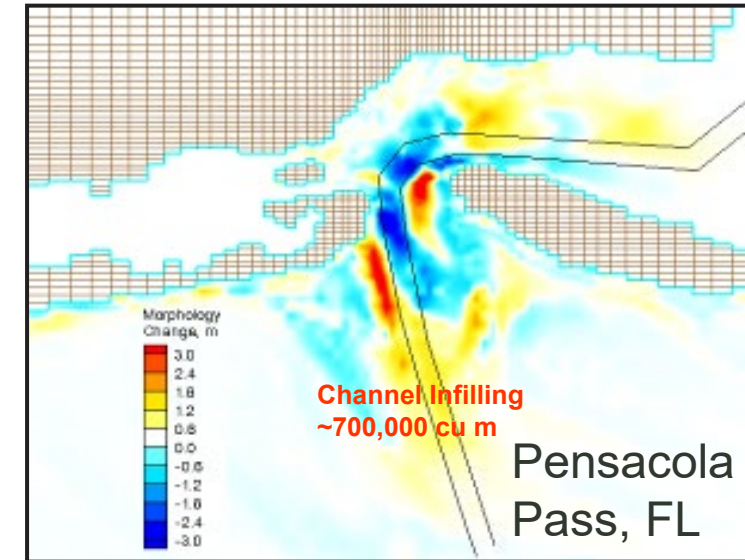 Morphology
Change, m
3.0
2.4
1.8
1.2
0.6
0.0
-0.6
-1.2
-1.8
-2.4
-3.0
Channel Infilling
~700,000 cu m
Pensacola
Pass, FL